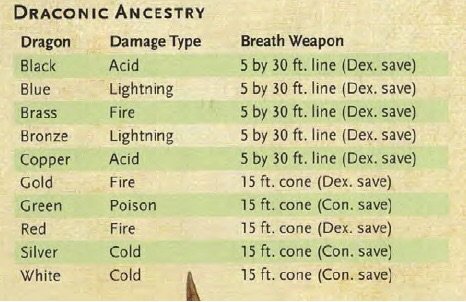 DRACONIC ANCESTRY
Dragon Damage Type Breath Weapon
Black Acid 5 by 30 ft. line (Dex. save)
Blue Lightning 5 by 30 ft. line (Dex. save)
Brass Fire 5 by 30 ft. line (Dex. save)
Bronze Lightning 5 by 30 ft. line (Dex. save)
Copper Acid 5 by 30 ft. line (Dex. save)
Gold Fire 15 ft. cone (Dex. save)
Green Poison 15 ft. cone (Con. save)
Red Fire 15 ft. cone (Dex. save)
Silver Cold 15 ft. cone (Con. save)
White Cold 15 ft. cone (Con. save)